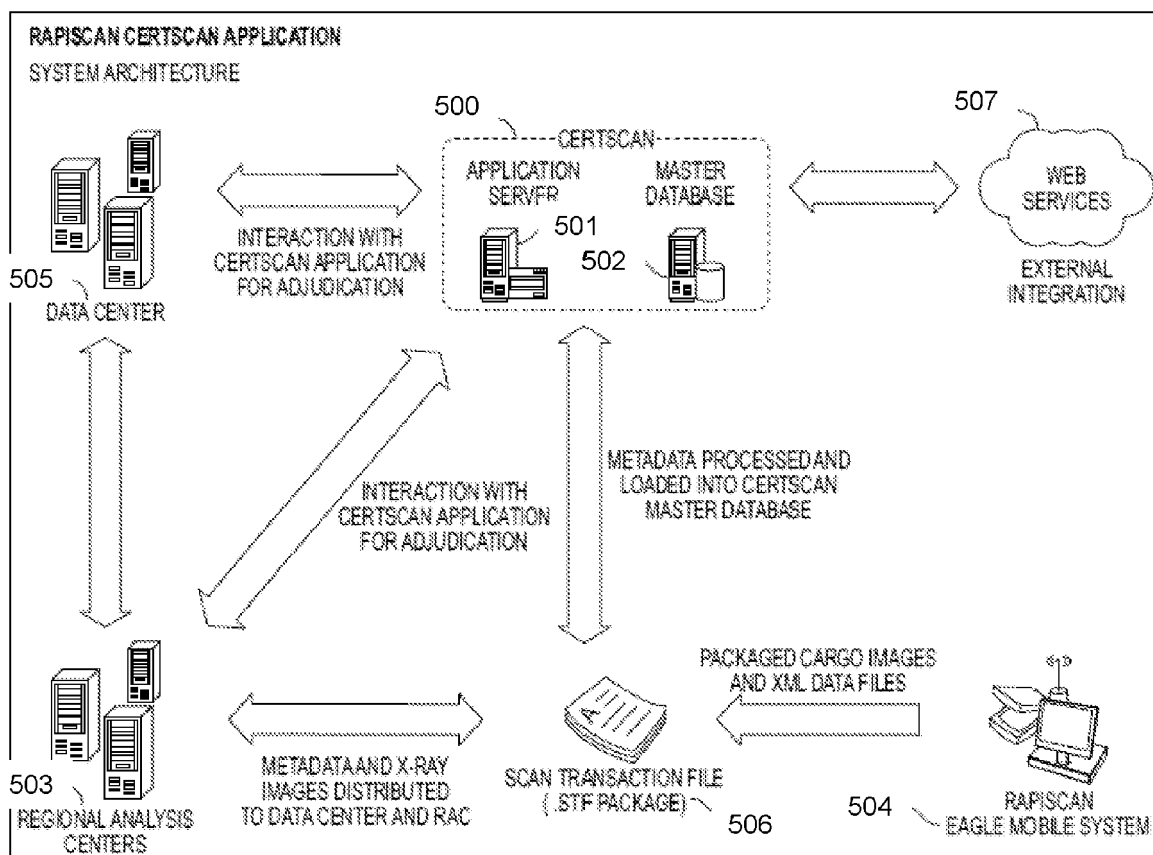 RAPISCAN CERTSCAN APPLICATION
SYSTEM ARCHITECTURE
500
507
CERTSCAN
APPLICATION
SERVER
MASTER
DATABASE
WEB
SERVICES
501
502
INTERACTION WITH
CERTSCAN APPLICATION
FOR ADJUDICATION
EXTERNAL
INTEGRATION
505
DATA CENTER
INTERACTION WITH
CERTSCAN APPLICATION
FOR ADJUDICATION
METADATA PROCESSED AND
LOADED INTO CERTSCAN
MASTER DATABASE
PACKAGED CARGO IMAGES
AND XML DATA FILES
A
503
REGIONAL ANALYSIS
CENTERS
METADATA AND X-RAY
IMAGES DISTRIBUTED
TO DATA CENTER AND RAC
SCAN TRANSACTION FILE
(.STF PACKAGE)
506
504
RAPISCAN
EAGLE MOBILE SYSTEM